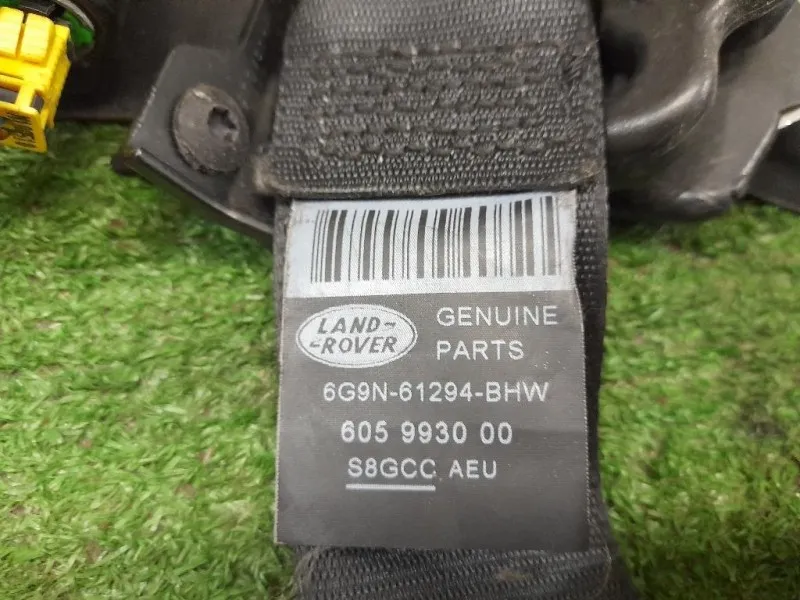 LAND-
-ROVER
GENUINE
PARTS
6G9N-61294-BHW
605 9930 00
S8GCC AEU